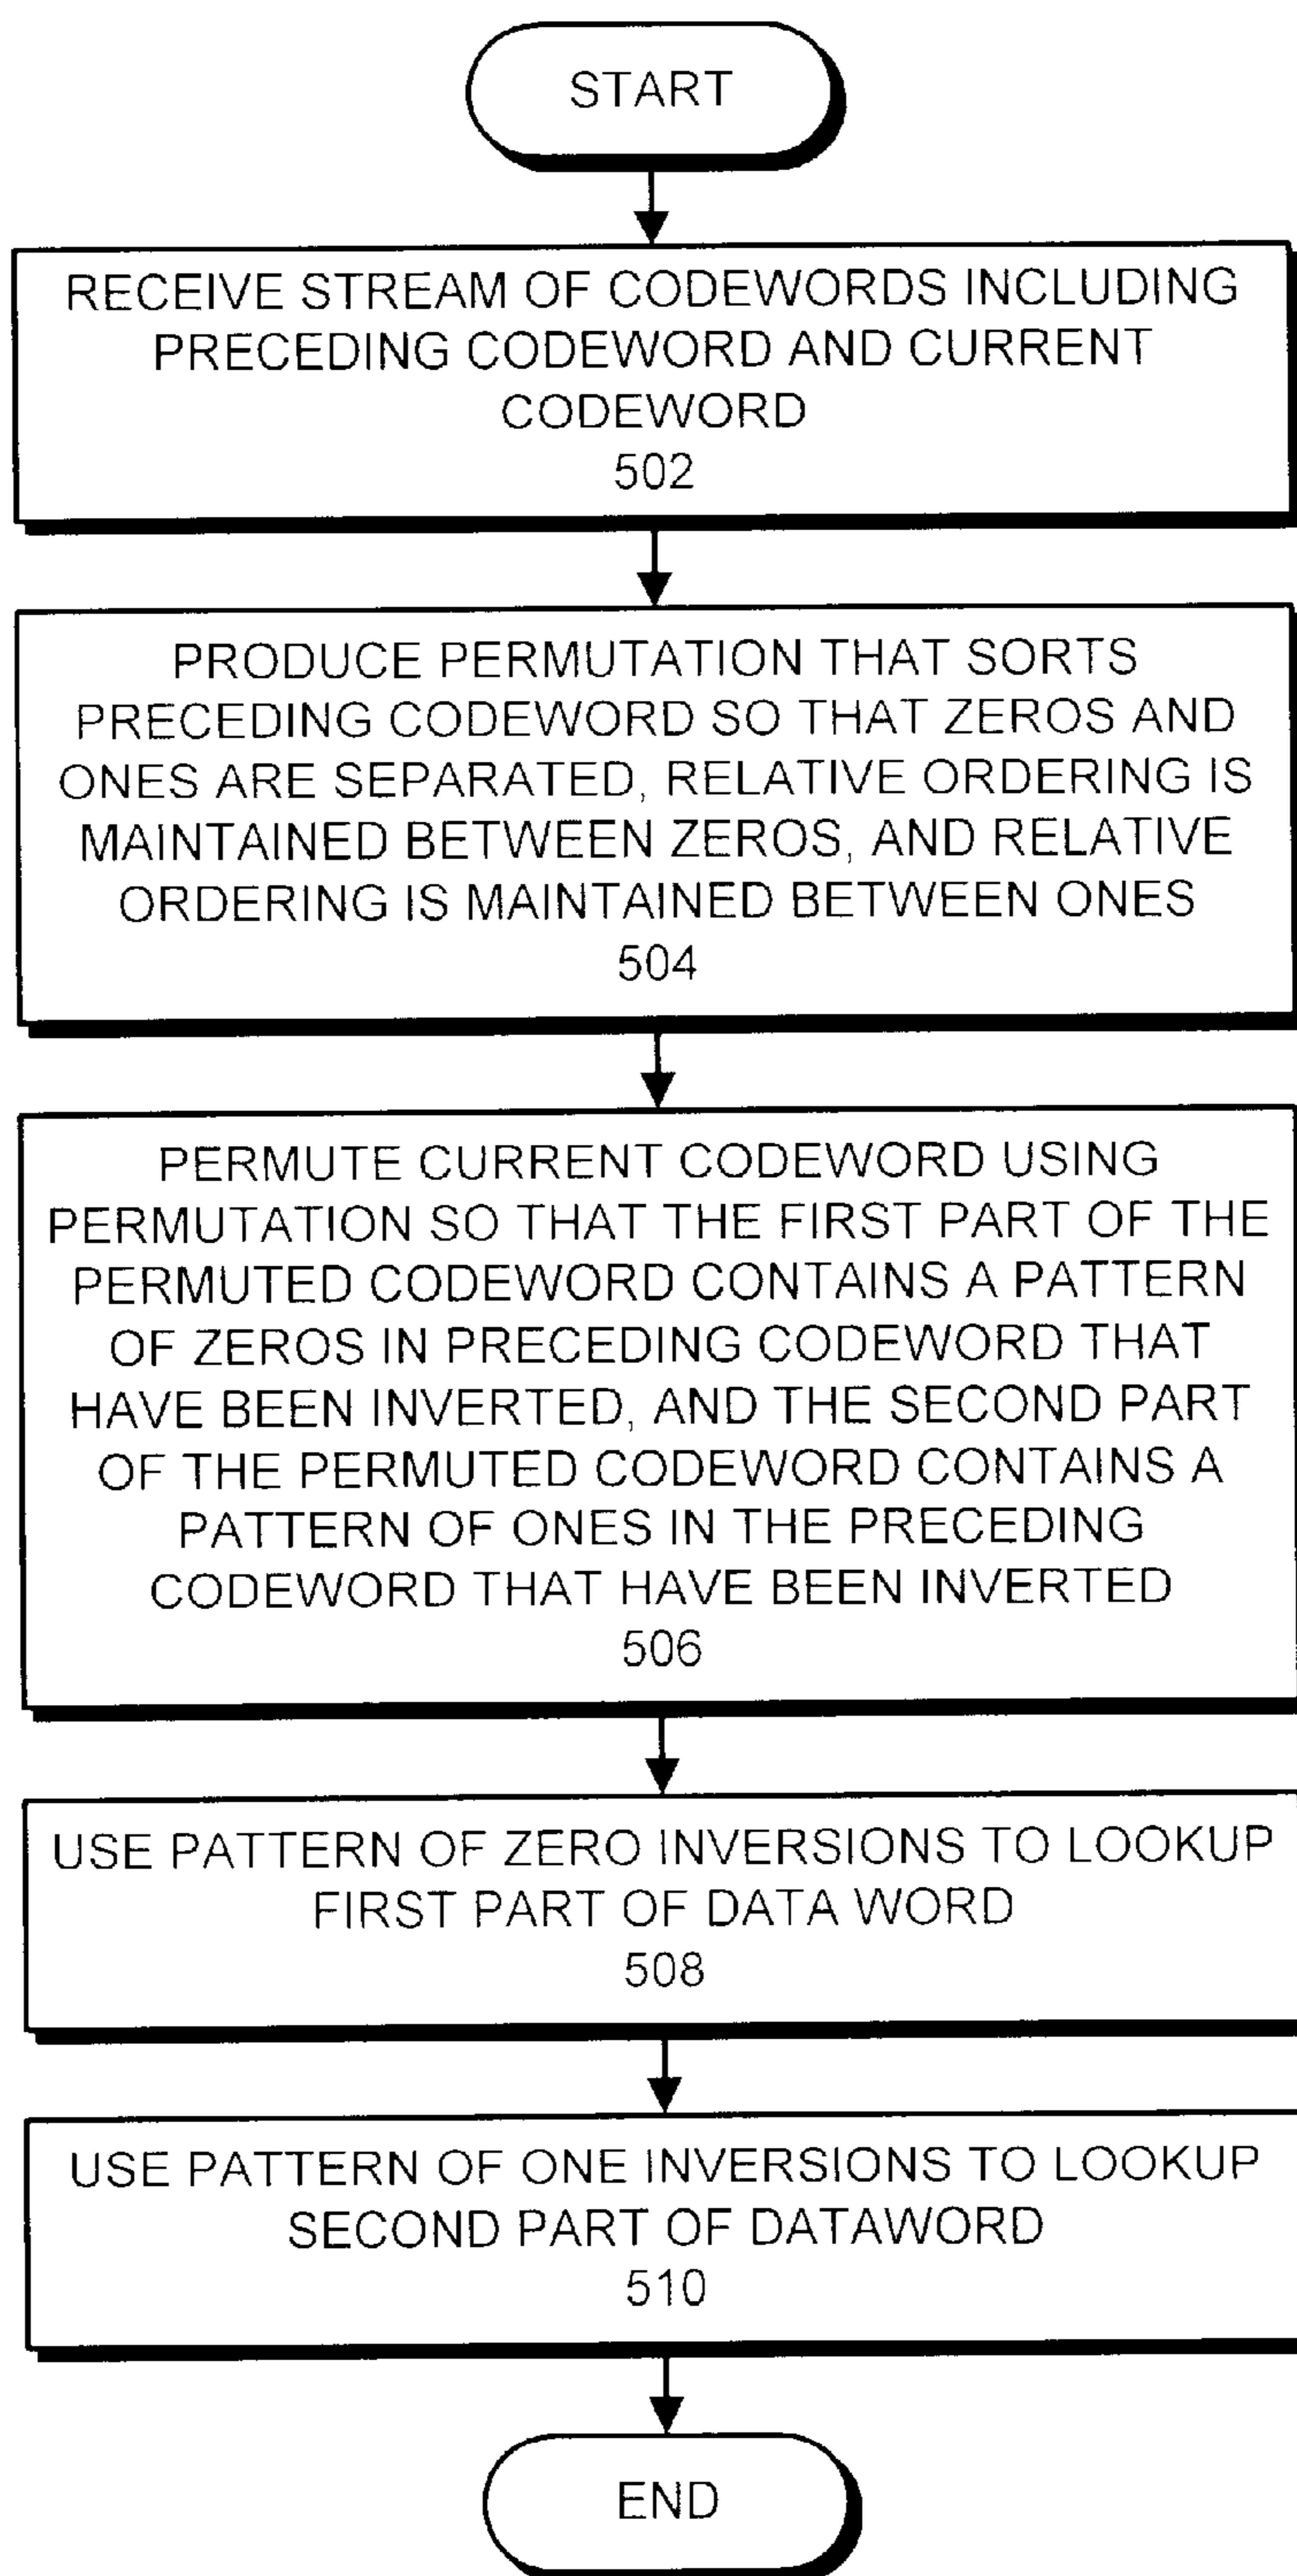 START
RECEIVE STREAM OF CODEWORDS INCLUDING
PRECEDING CODEWORD AND CURRENT
CODEWORD
502
PRODUCE PERMUTATION THAT SORTS
PRECEDING CODEWORD SO THAT ZEROS AND
ONES ARE SEPARATED, RELATIVE ORDERING IS
MAINTAINED BETWEEN ZEROS, AND RELATIVE
ORDERING IS MAINTAINED BETWEEN ONES
504
PERMUTE CURRENT CODEWORD USING
PERMUTATION SO THAT THE FIRST PART OF THE
PERMUTED CODEWORD CONTAINS A PATTERN
OF ZEROS IN PRECEDING CODEWORD THAT
HAVE BEEN INVERTED, AND THE SECOND PART
OF THE PERMUTED CODEWORD CONTAINS A
PATTERN OF ONES IN THE PRECEDING
CODEWORD THAT HAVE BEEN INVERTED
506
USE PATTERN OF ZERO INVERSIONS TO LOOKUP
FIRST PART OF DATA WORD
508
USE PATTERN OF ONE INVERSIONS TO LOOKUP
SECOND PART OF DATAWORD
510
END